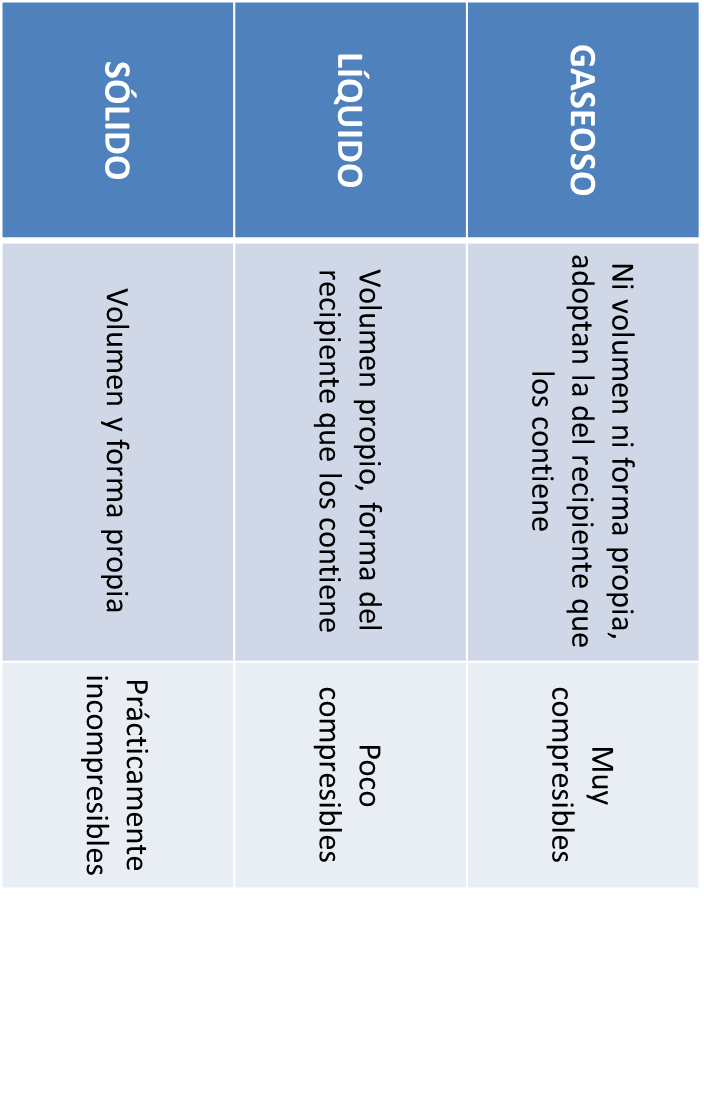 GASEOSO
Ni volumen ni forma propia,
adoptan la del recipiente que
los contiene
Muy
compresibles
LÍQUIDO
Volumen propio, forma del
recipiente que los contiene
Poco
compresibles
SÓLIDO
Volumen y forma propia
Prácticamente
incompresibles